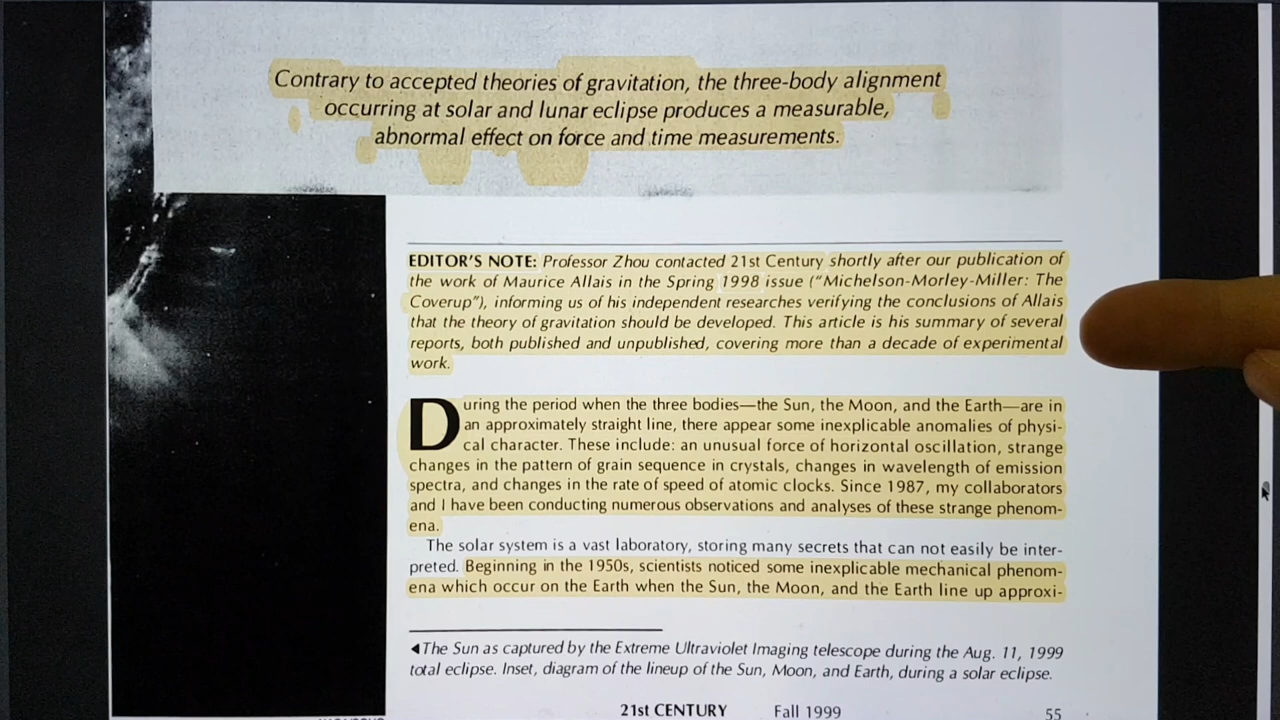 Contrary to accepted theories of gravitation, the three-body alignment
occurring at solar and lunar eclipse produces a measurable,
abnormal effect on force and time measurements.
EDITOR'S NOTE: Professor Zhou contacted 21st Century shortly after our publication of
the work of Maurice Allais in the Spring 1998 issue ("Michelson-Morley-Miller: The
Coverup"), informing us of his independent researches verifying the conclusions of Allais
that the theory of gravitation should be developed. This article is his summary of several
reports, both published and unpublished, covering more than a decade of experimental
work.
During the period when the three bodies—the Sun, the Moon, and the Earth—are in
an approximately straight line, there appear some inexplicable anomalies of physi-
cal character. These include: an unusual force of horizontal oscillation, strange
changes in the pattern of grain sequence in crystals, changes in wavelength of emission
spectra, and changes in the rate of speed of atomic clocks. Since 1987, my collaborators
and I have been conducting numerous observations and analyses of these strange phenom-
ena.
The solar system is a vast laboratory, storing many secrets that can not easily be inter-
preted. Beginning in the 1950s, scientists noticed some inexplicable mechanical phenom-
ena which occur on the Earth when the Sun, the Moon, and the Earth line up approxi-
◄The Sun as captured by the Extreme Ultraviolet Imaging telescope during the Aug. 11, 1999
total eclipse. Inset, diagram of the lineup of the Sun, Moon, and Earth, during a solar eclipse.
21st CENTURY Fall 1999 55